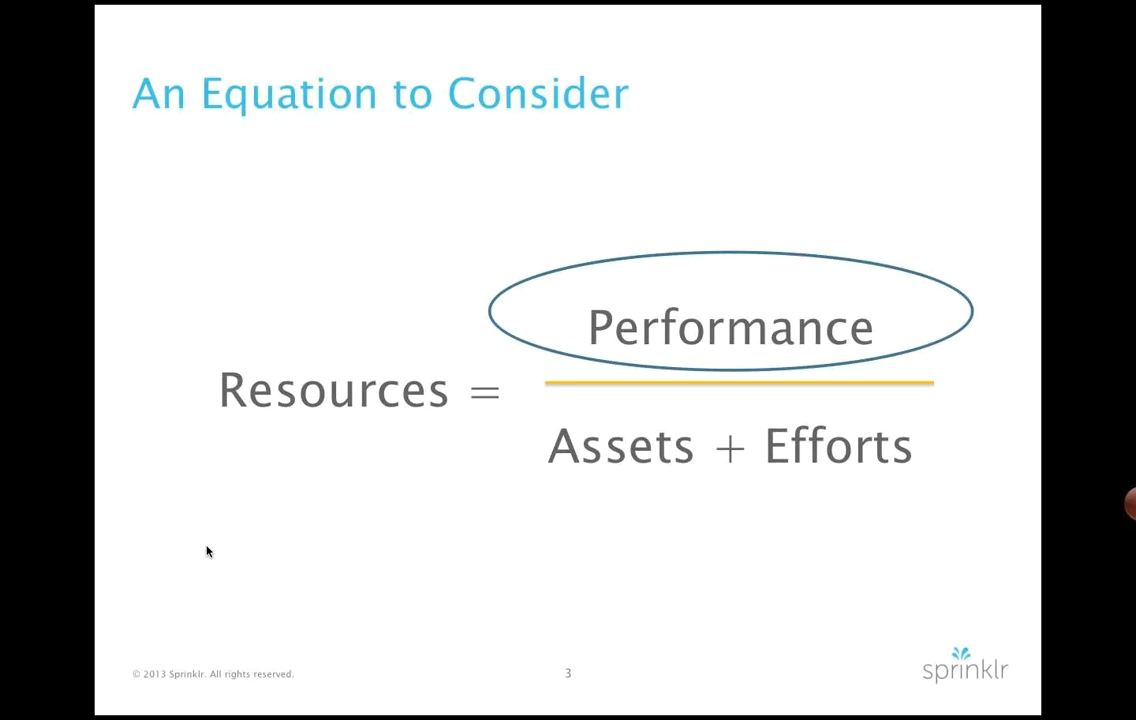 An Equation to Consider
Performance
Resources =
Assets + Efforts
© 2013 Sprinklr. All rights reserved.
3
sprinklr